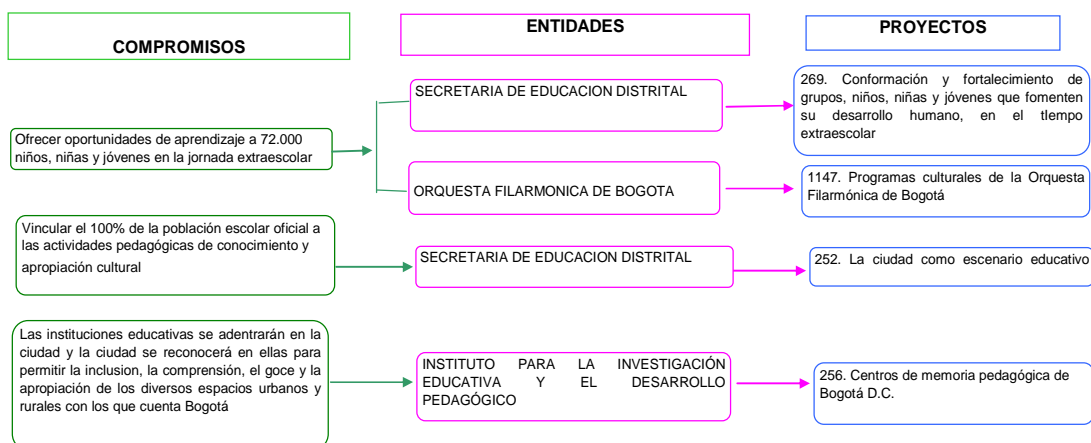 COMPROMISOS
ENTIDADES
PROYECTOS
Ofrecer oportunidades de aprendizaje a 72.000
niños, niñas y jóvenes en la jornada extraescolar
SECRETARIA DE EDUCACION DISTRITAL
269. Conformación y fortalecimiento de
grupos, niños, niñas y jóvenes que fomenten
su desarrollo humano, en el tIempo
extraescolar
ORQUESTA FILARMONICA DE BOGOTA
1147. Programas culturales de la Orquesta
Filarmónica de Bogotá
Vincular el 100% de la población escolar oficial a
las actividades pedagógicas de conocimiento y
apropiación cultural
SECRETARIA DE EDUCACION DISTRITAL
252. La ciudad como escenario educativo
Las instituciones educativas se adentrarán en la
ciudad y la ciudad se reconocerá en ellas para
permitir la inclusion, la comprensión, el goce y la
apropiación de los diversos espacios urbanos y
rurales con los que cuenta Bogotá
INSTITUTO PARA LA INVESTIGACIÓN
EDUCATIVA Y EL DESARROLLO
PEDAGÓGICO
256. Centros de memoria pedagógica de
Bogotá D.C.